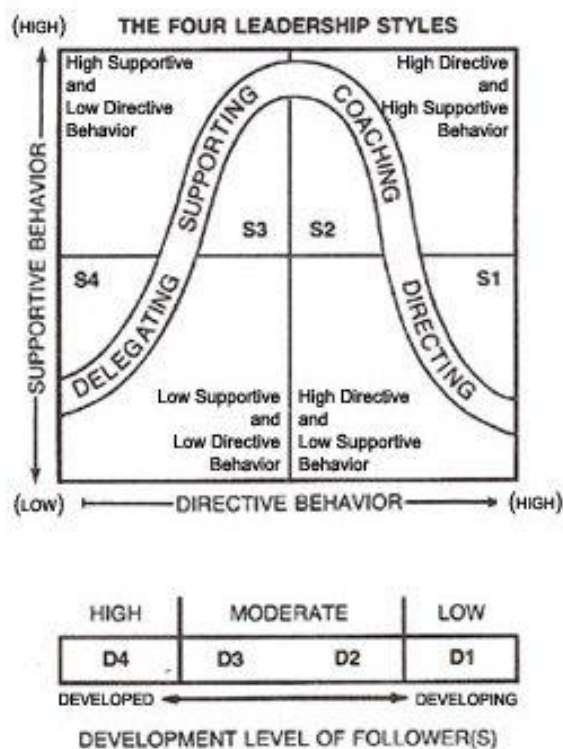 THE FOUR LEADERSHIP STYLES
(HIGH)
High Supportive
and
Low Directive
Behavior
High Directive
and
High Supportive
Behavior
SUPPORTING
COACHING
S3
S2
S4
S1
DELEGATING
DIRECTING
SUPPORTIVE BEHAVIOR
Low Supportive
and
Low Directive
Behavior
High Directive
and
Low Supportive
Behavior
(LOW)
DIRECTIVE BEHAVIOR
(HIGH)
HIGH
MODERATE
LOW
D4
D3
D2
D1
DEVELOPED
DEVELOPING
DEVELOPMENT LEVEL OF FOLLOWER(S)